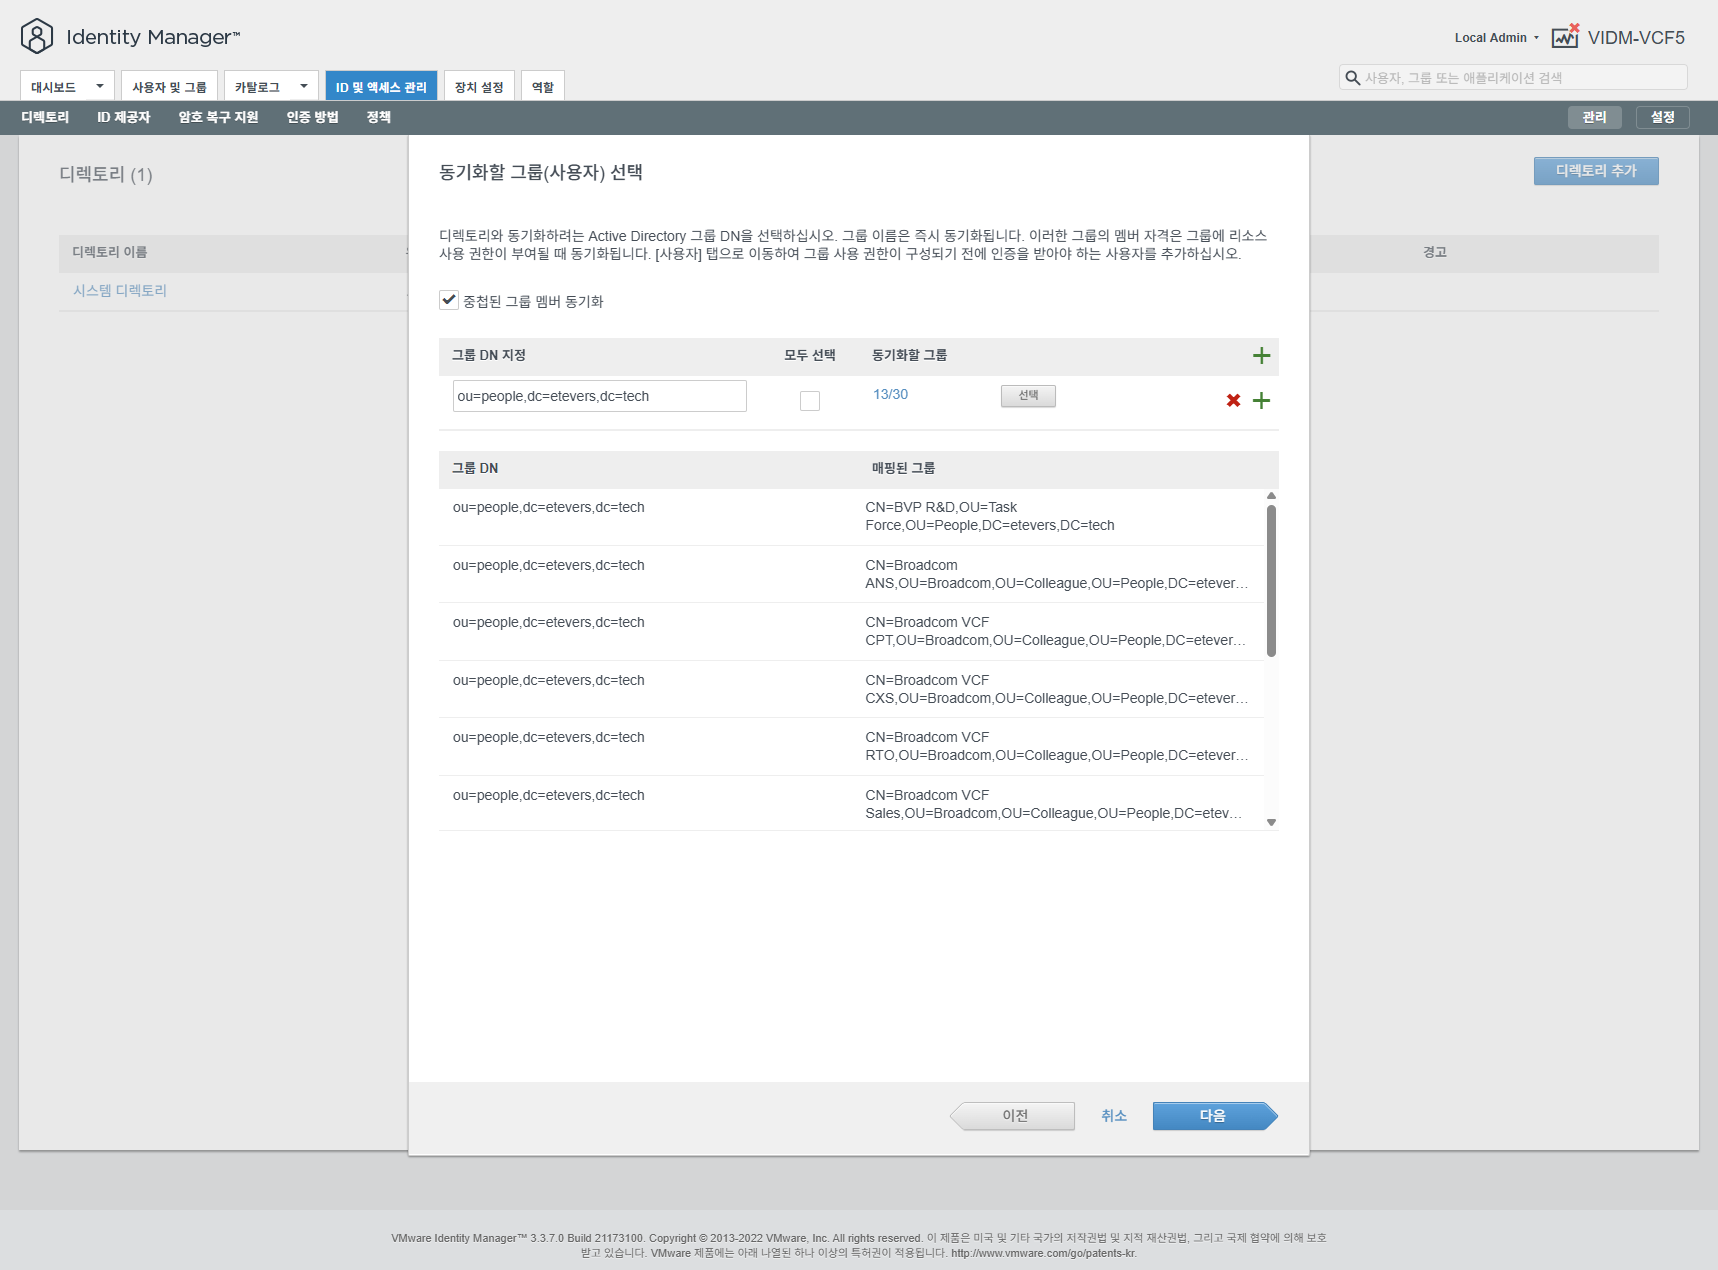 Identity Manager™
Local Admin
VIDM-VCF5
대시보드
사용자 및 그룹
카탈로그
ID 및 액세스 관리
장치 설정
역할
사용자, 그룹 또는 애플리케이션 검색
디렉토리
ID 제공자
암호 복구 지원
인증 방법
정책
관리
설정
디렉토리 (1)
디렉토리 추가
디렉토리 이름
경고
시스템 디렉토리
동기화할 그룹(사용자) 선택
디렉토리와 동기화하려는 Active Directory 그룹 DN을 선택하십시오. 그룹 이름은 즉시 동기화됩니다. 이러한 그룹의 멤버 자격은 그룹에 리소스
사용 권한이 부여될 때 동기화됩니다. [사용자] 탭으로 이동하여 그룹 사용 권한이 구성되기 전에 인증을 받아야 하는 사용자를 추가하십시오.
중첩된 그룹 멤버 동기화
그룹 DN 지정
모두 선택
동기화할 그룹
ou=people,dc=etevers,dc=tech
13/30
선택
그룹 DN
매핑된 그룹
ou=people,dc=etevers,dc=tech
CN=BVP R&D,OU=Task
Force,OU=People,DC=etevers,DC=tech
ou=people,dc=etevers,dc=tech
CN=Broadcom
ANS,OU=Broadcom,OU=Colleague,OU=People,DC=etever…
ou=people,dc=etevers,dc=tech
CN=Broadcom VCF
CPT,OU=Broadcom,OU=Colleague,OU=People,DC=etever…
ou=people,dc=etevers,dc=tech
CN=Broadcom VCF
CXS,OU=Broadcom,OU=Colleague,OU=People,DC=etever…
ou=people,dc=etevers,dc=tech
CN=Broadcom VCF
RTO,OU=Broadcom,OU=Colleague,OU=People,DC=etever…
ou=people,dc=etevers,dc=tech
CN=Broadcom VCF
Sales,OU=Broadcom,OU=Colleague,OU=People,DC=etev…
이전
취소
다음
VMware Identity Manager™ 3.3.7.0 Build 21173100. Copyright © 2013-2022 VMware, Inc. All rights reserved. 이 제품은 미국 및 기타 국가의 저작권법 및 지적 재산권법, 그리고 국제 협약에 의해 보호
받고 있습니다. VMware 제품에는 아래 나열된 하나 이상의 특허권이 적용됩니다. http://www.vmware.com/go/patents-kr.